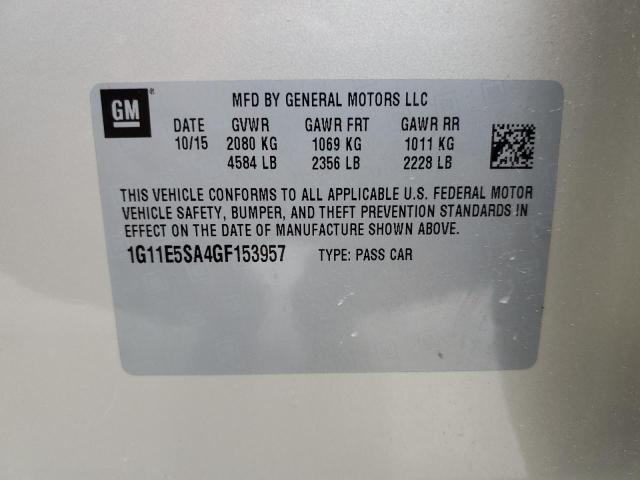 GM
MFD BY GENERAL MOTORS LLC
DATE GVWR GAWR FRT GAWR RR
10/15 2080 KG 1069 KG 1011 KG
4584 LB 2356 LB 2228 LB
THIS VEHICLE CONFORMS TO ALL APPLICABLE U.S. FEDERAL MOTOR
VEHICLE SAFETY, BUMPER, AND THEFT PREVENTION STANDARDS IN
EFFECT ON THE DATE OF MANUFACTURE SHOWN ABOVE.
1G11E5SA4GF153957 TYPE: PASS CAR